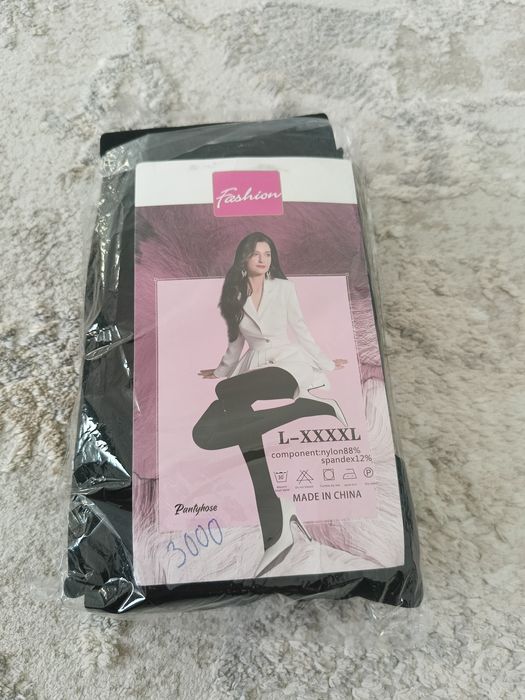 Fashion
L-XXXXL
component:nylon88%
spandex12%
MADE IN CHINA
Pantyhose
3000